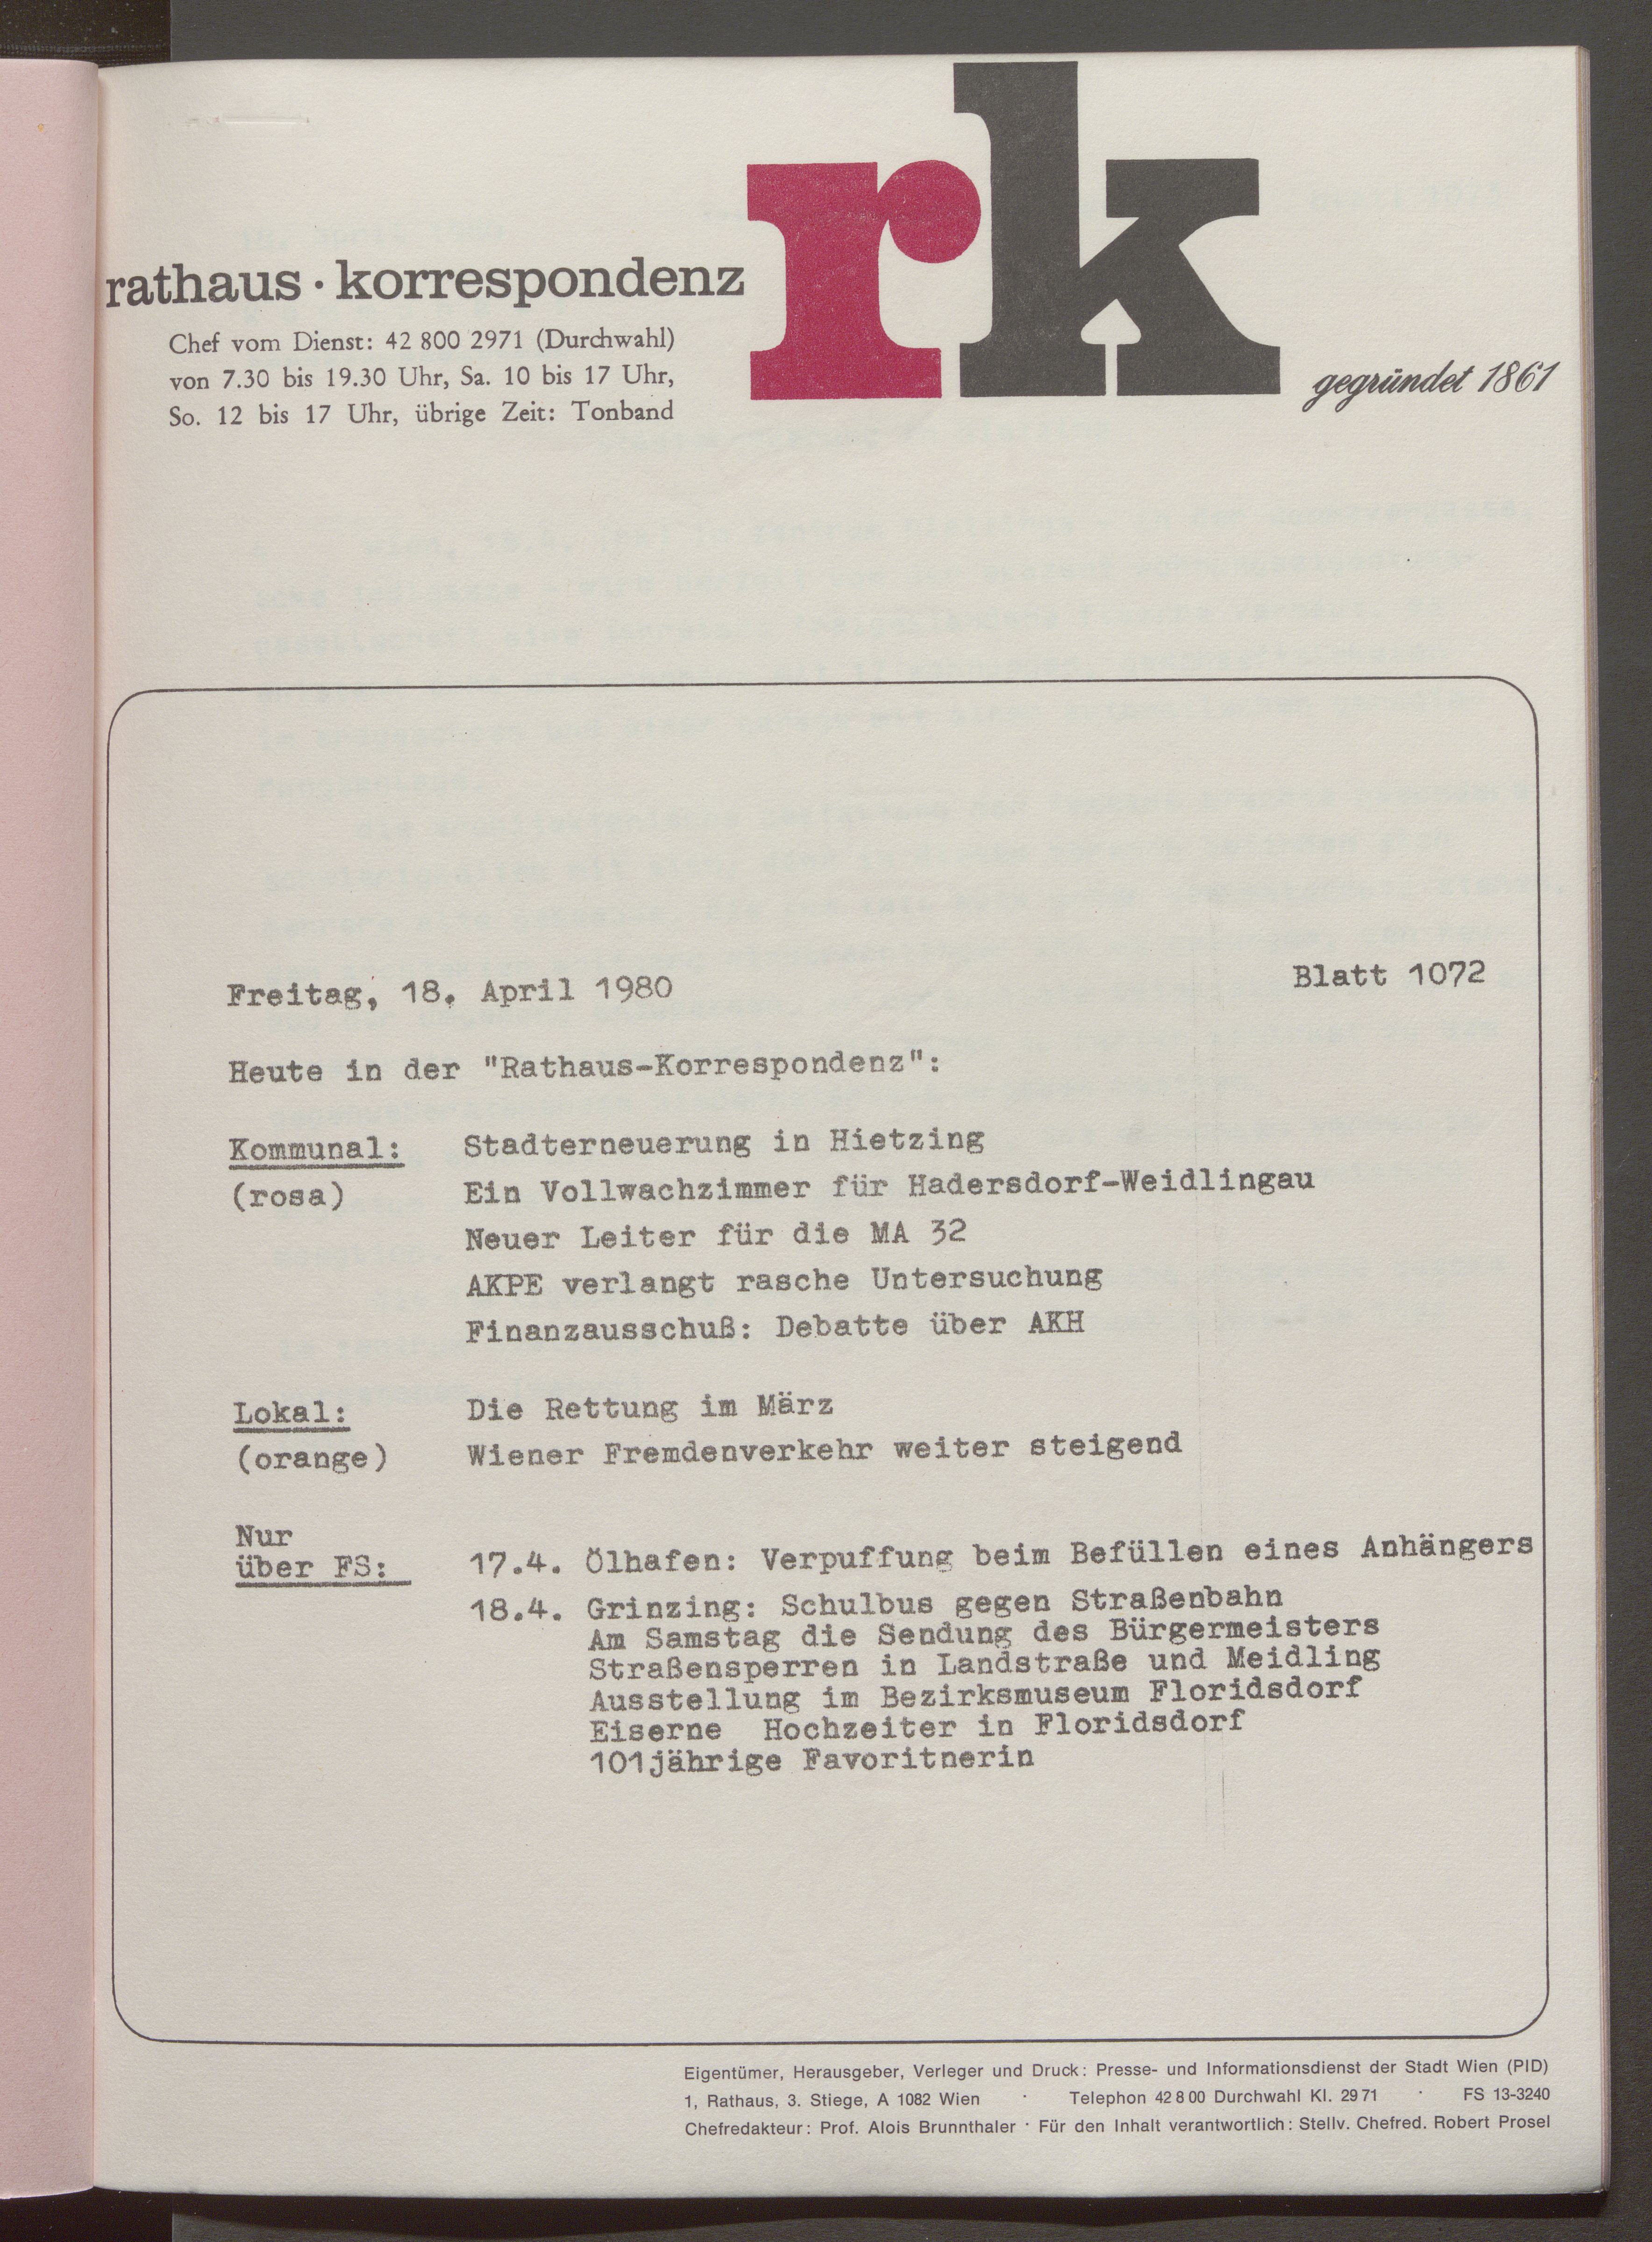 rk
rathaus · korrespondenz
gegründet 1861
Chef vom Dienst: 42 800 2971 (Durchwahl)
von 7.30 bis 19.30 Uhr, Sa. 10 bis 17 Uhr,
So. 12 bis 17 Uhr, übrige Zeit: Tonband
Freitag, 18. April 1980 Blatt 1072
Heute in der "Rathaus-Korrespondenz":
Kommunal: Stadterneuerung in Hietzing
(rosa) Ein Vollwachzimmer für Hadersdorf-Weidlingau
Neuer Leiter für die MA 32
AKPE verlangt rasche Untersuchung
Finanzausschuß: Debatte über AKH
Lokal: Die Rettung im März
(orange) Wiener Fremdenverkehr weiter steigend
Nur
über FS: 17.4. Ölhafen: Verpuffung beim Befüllen eines Anhängers
18.4. Grinzing: Schulbus gegen Straßenbahn
Am Samstag die Sendung des Bürgermeisters
Straßensperren in Landstraße und Meidling
Ausstellung im Bezirksmuseum Floridsdorf
Eiserne Hochzeiter in Floridsdorf
101jährige Favoritnerin
Eigentümer, Herausgeber, Verleger und Druck: Presse- und Informationsdienst der Stadt Wien (PID)
1, Rathaus, 3. Stiege, A 1082 Wien · Telephon 42 8 00 Durchwahl Kl. 29 71 · FS 13-3240
Chefredakteur: Prof. Alois Brunnthaler · Für den Inhalt verantwortlich: Stellv. Chefred. Robert Prosel